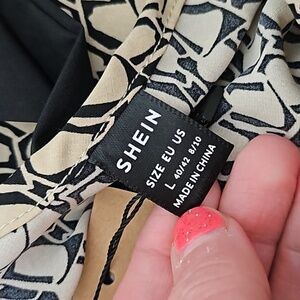 SHEIN
SIZE EU US
L 40/42 8/10
MADE IN CHINA